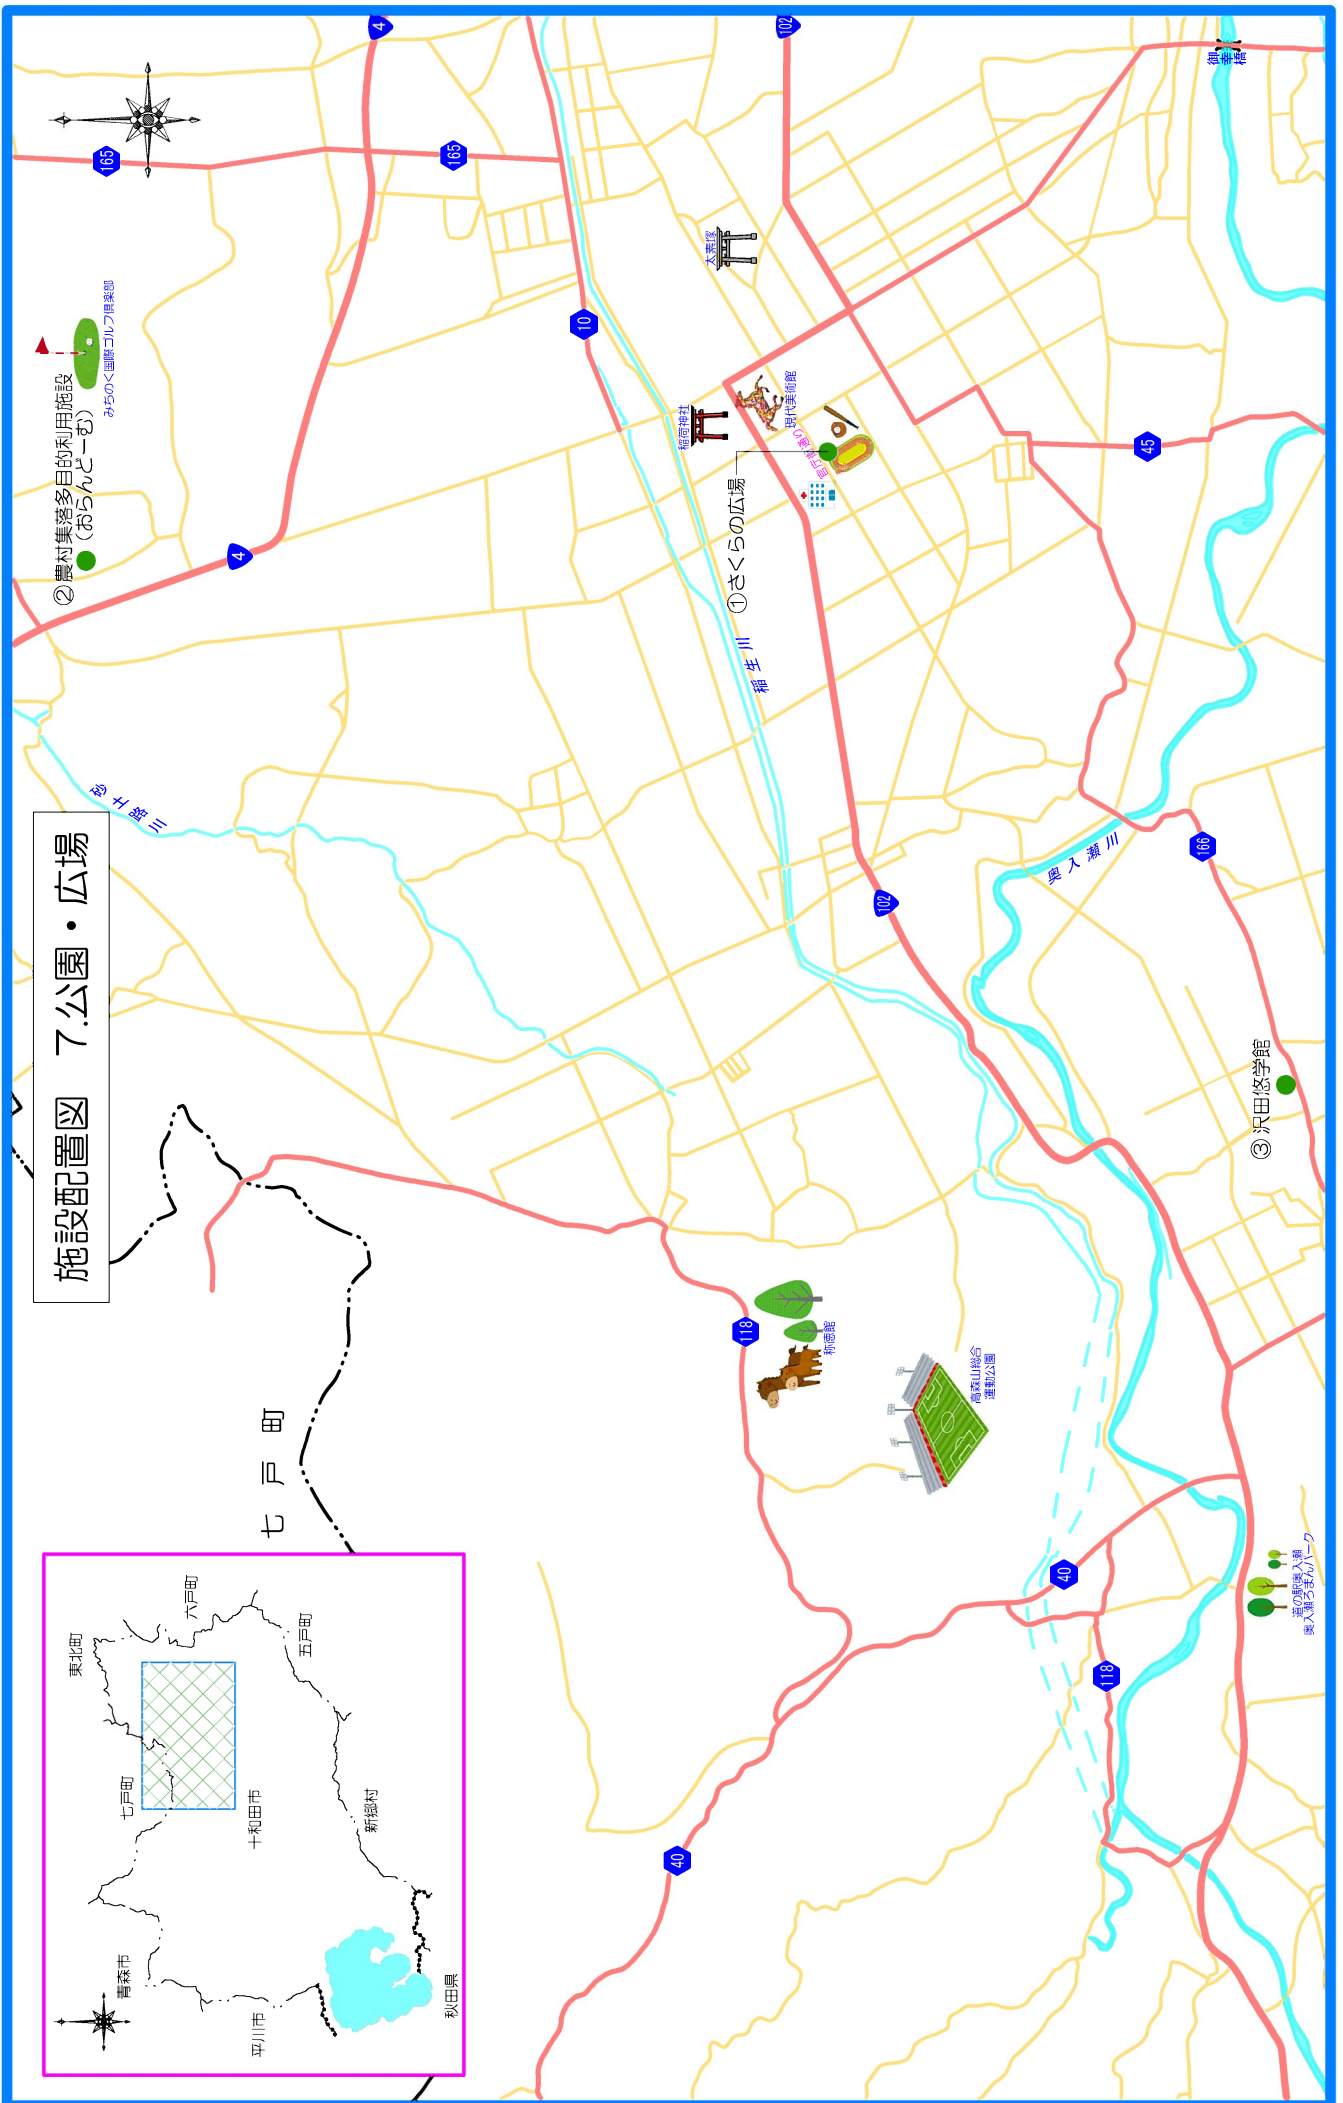 施設配置図　7.公園・広場
②農村集落多目的利用施設
(おらんどーむ)
みちのく国際ゴルフ倶楽部
165
165
4
4
10
102
102
太素塚
稲荷神社
現代美術館
官庁街通り
①さくらの広場
稲生川
御幸橋
45
砂土路川
奥入瀬川
166
③沢田悠学館
七戸町
118
称徳館
高森山総合
運動公園
40
118
40
道の駅奥入瀬
奥入瀬ろまんパーク
東北町
六戸町
五戸町
七戸町
十和田市
新郷村
青森市
平川市
秋田県